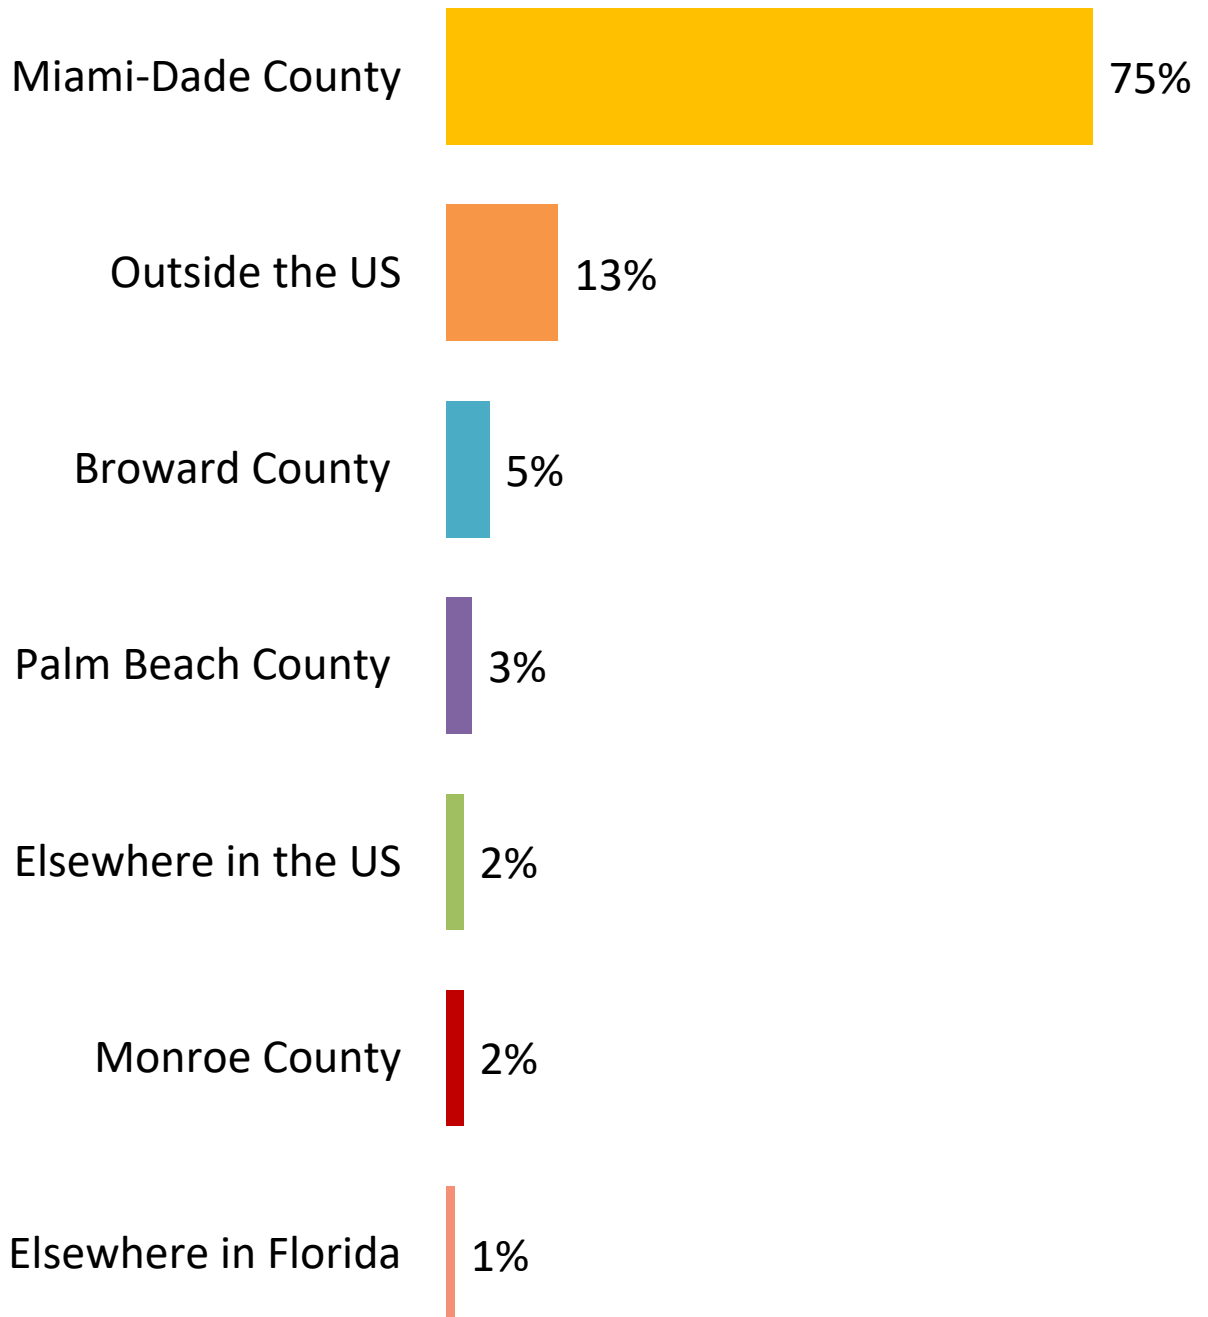 Miami-Dade County 75%
Outside the US 13%
Broward County 5%
Palm Beach County 3%
Elsewhere in the US 2%
Monroe County 2%
Elsewhere in Florida 1%